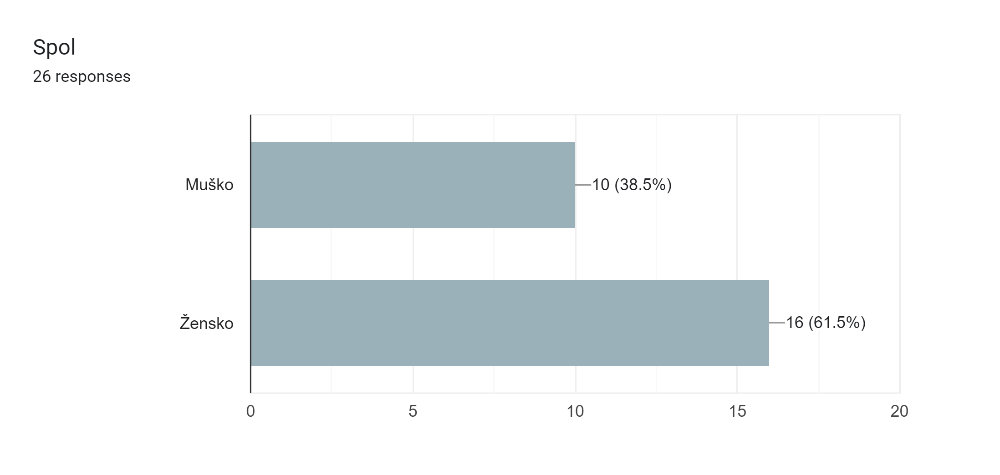 Spol
26 responses
Muško
10 (38.5%)
Žensko
16 (61.5%)
0 5 10 15 20